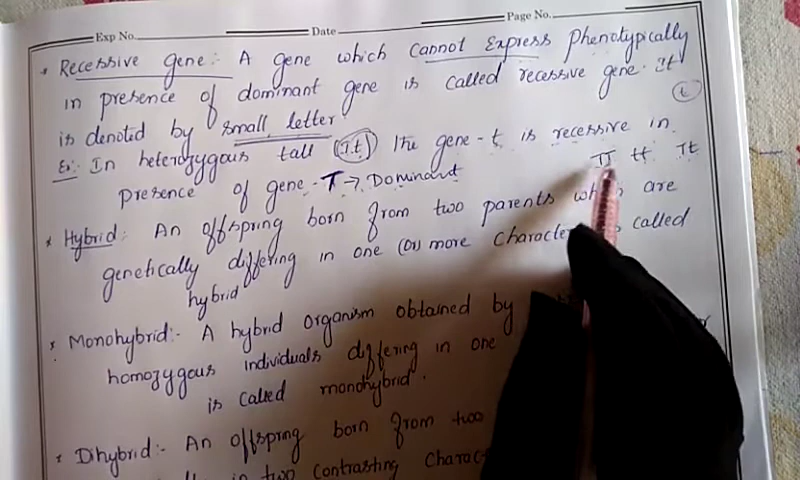 Exp No. Date Page No.
* Recessive gene:- A gene which cannot express phenotypically
in presence of dominant gene is called recessive gene. It
is denoted by small letter (t)
Ex:- In heterozygous tall (Tt) The gene - t is recessive in
presence of gene - T → Dominant TT tt Tt
* Hybrid: An offspring born from two parents which are
genetically differing in one (or) more called
hybrid
* Monohybrid:- A hybrid organism obtained by
homozygous individuals differing in one
is called monohybrid.
* Dihybrid:- An offspring born from two
in two contrasting